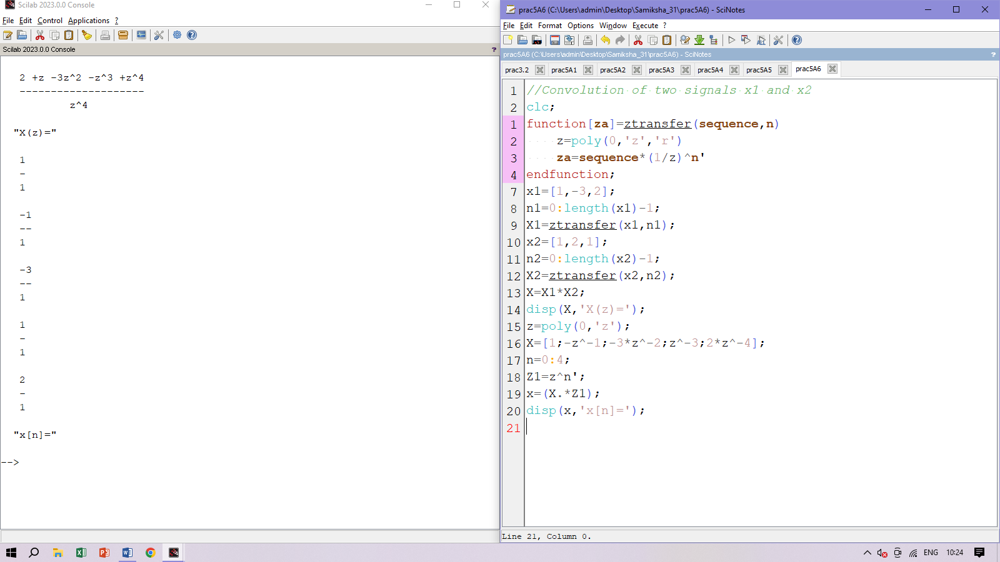 Scilab 2023.0.0 Console
File Edit Control Applications ?
Scilab 2023.0.0 Console ?
2 +z -3z^2 -z^3 +z^4
--------------------
z^4
"X(z)="
1
-
1
-1
--
1
-3
--
1
1
-
1
2
-
1
"x[n]="
-->
prac5A6 (C:\Users\admin\Desktop\Samiksha_31\prac5A6) - SciNotes
File Edit Format Options Window Execute ?
prac5A6 (C:\Users\admin\Desktop\Samiksha_31\prac5A6) - SciNotes ?
prac3.2 prac5A1 prac5A2 prac5A3 prac5A4 prac5A5 prac5A6
1 //Convolution of two signals x1 and x2
2 clc;
1 function[za]=ztransfer(sequence,n)
2 z=poly(0,'z','r')
3 za=sequence*(1/z)^n'
4 endfunction;
7 x1=[1,-3,2];
8 n1=0:length(x1)-1;
9 X1=ztransfer(x1,n1);
10 x2=[1,2,1];
11 n2=0:length(x2)-1;
12 X2=ztransfer(x2,n2);
13 X=X1*X2;
14 disp(X,'X(z)=');
15 z=poly(0,'z');
16 X=[1;-z^-1;-3*z^-2;z^-3;2*z^-4];
17 n=0:4;
18 Z1=z^n';
19 x=(X.*Z1);
20 disp(x,'x[n]=');
21
Line 21, Column 0.
ENG 10:24